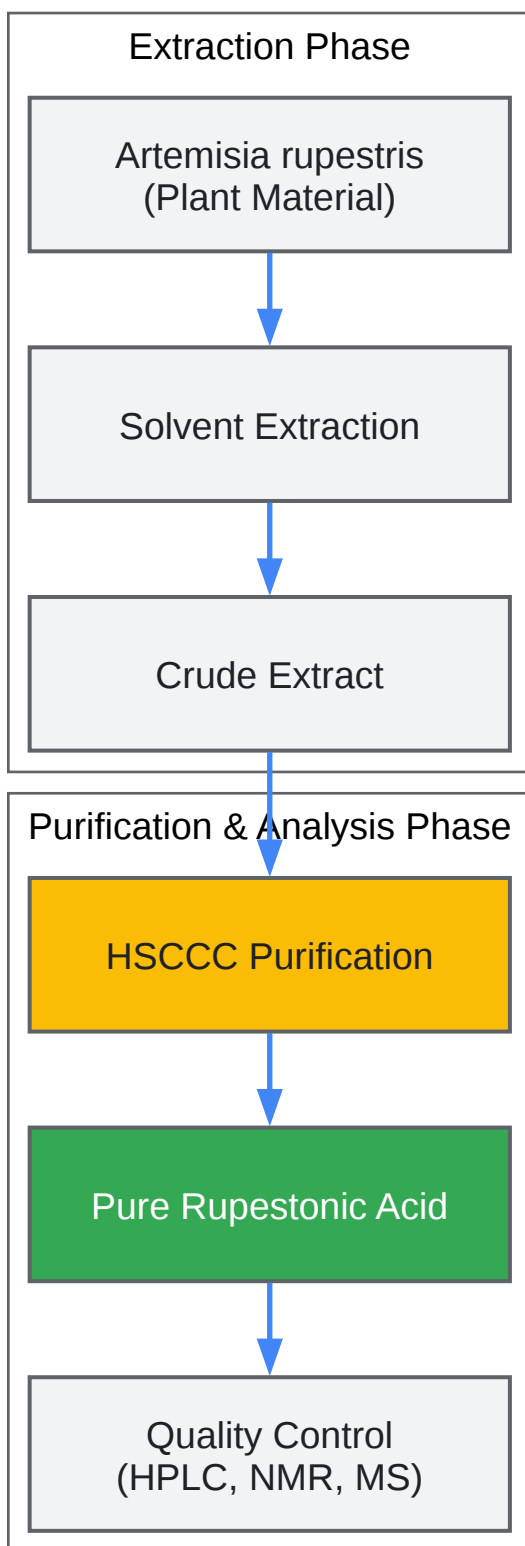 Extraction Phase
Artemisia rupestris
(Plant Material)
Solvent Extraction
Crude Extract
Purification & Analysis Phase
HSCCC Purification
Pure Rupestonic Acid
Quality Control
(HPLC, NMR, MS)